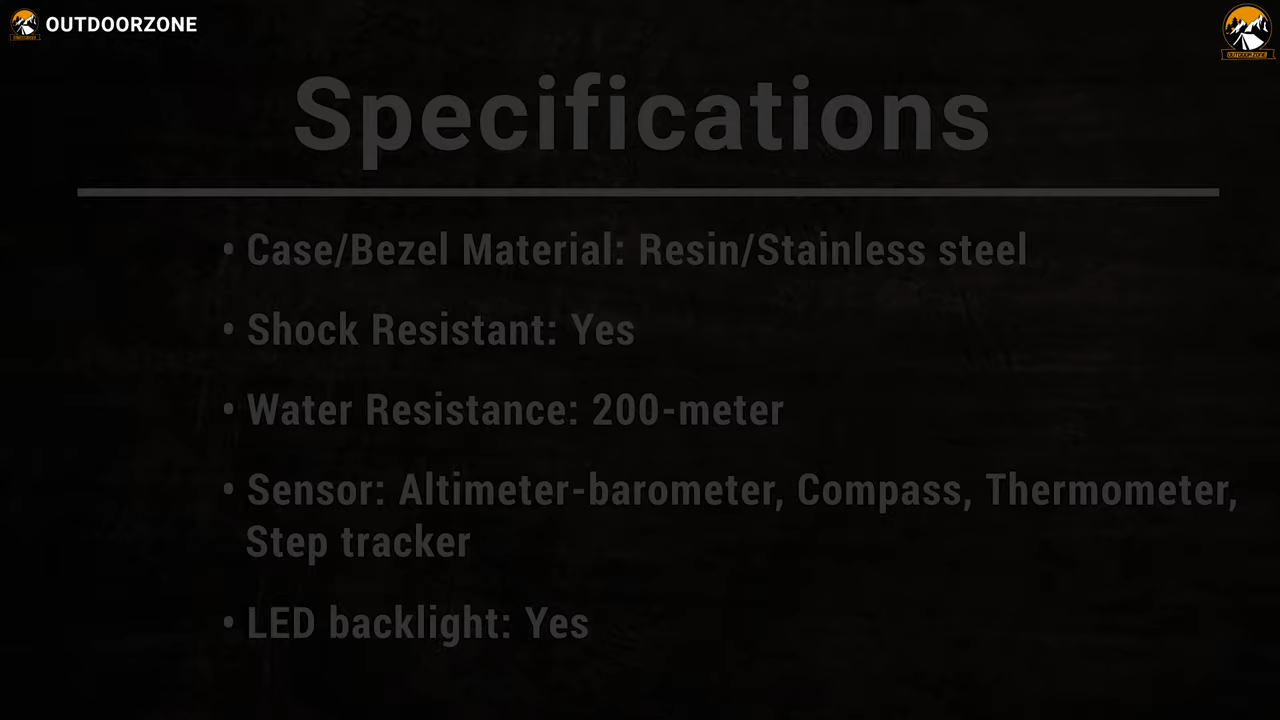 OUTDOORZONE
OUTDOORZONE
Specifications
• Case/Bezel Material: Resin/Stainless steel
• Shock Resistant: Yes
• Water Resistance: 200-meter
• Sensor: Altimeter-barometer, Compass, Thermometer,
Step tracker
• LED backlight: Yes